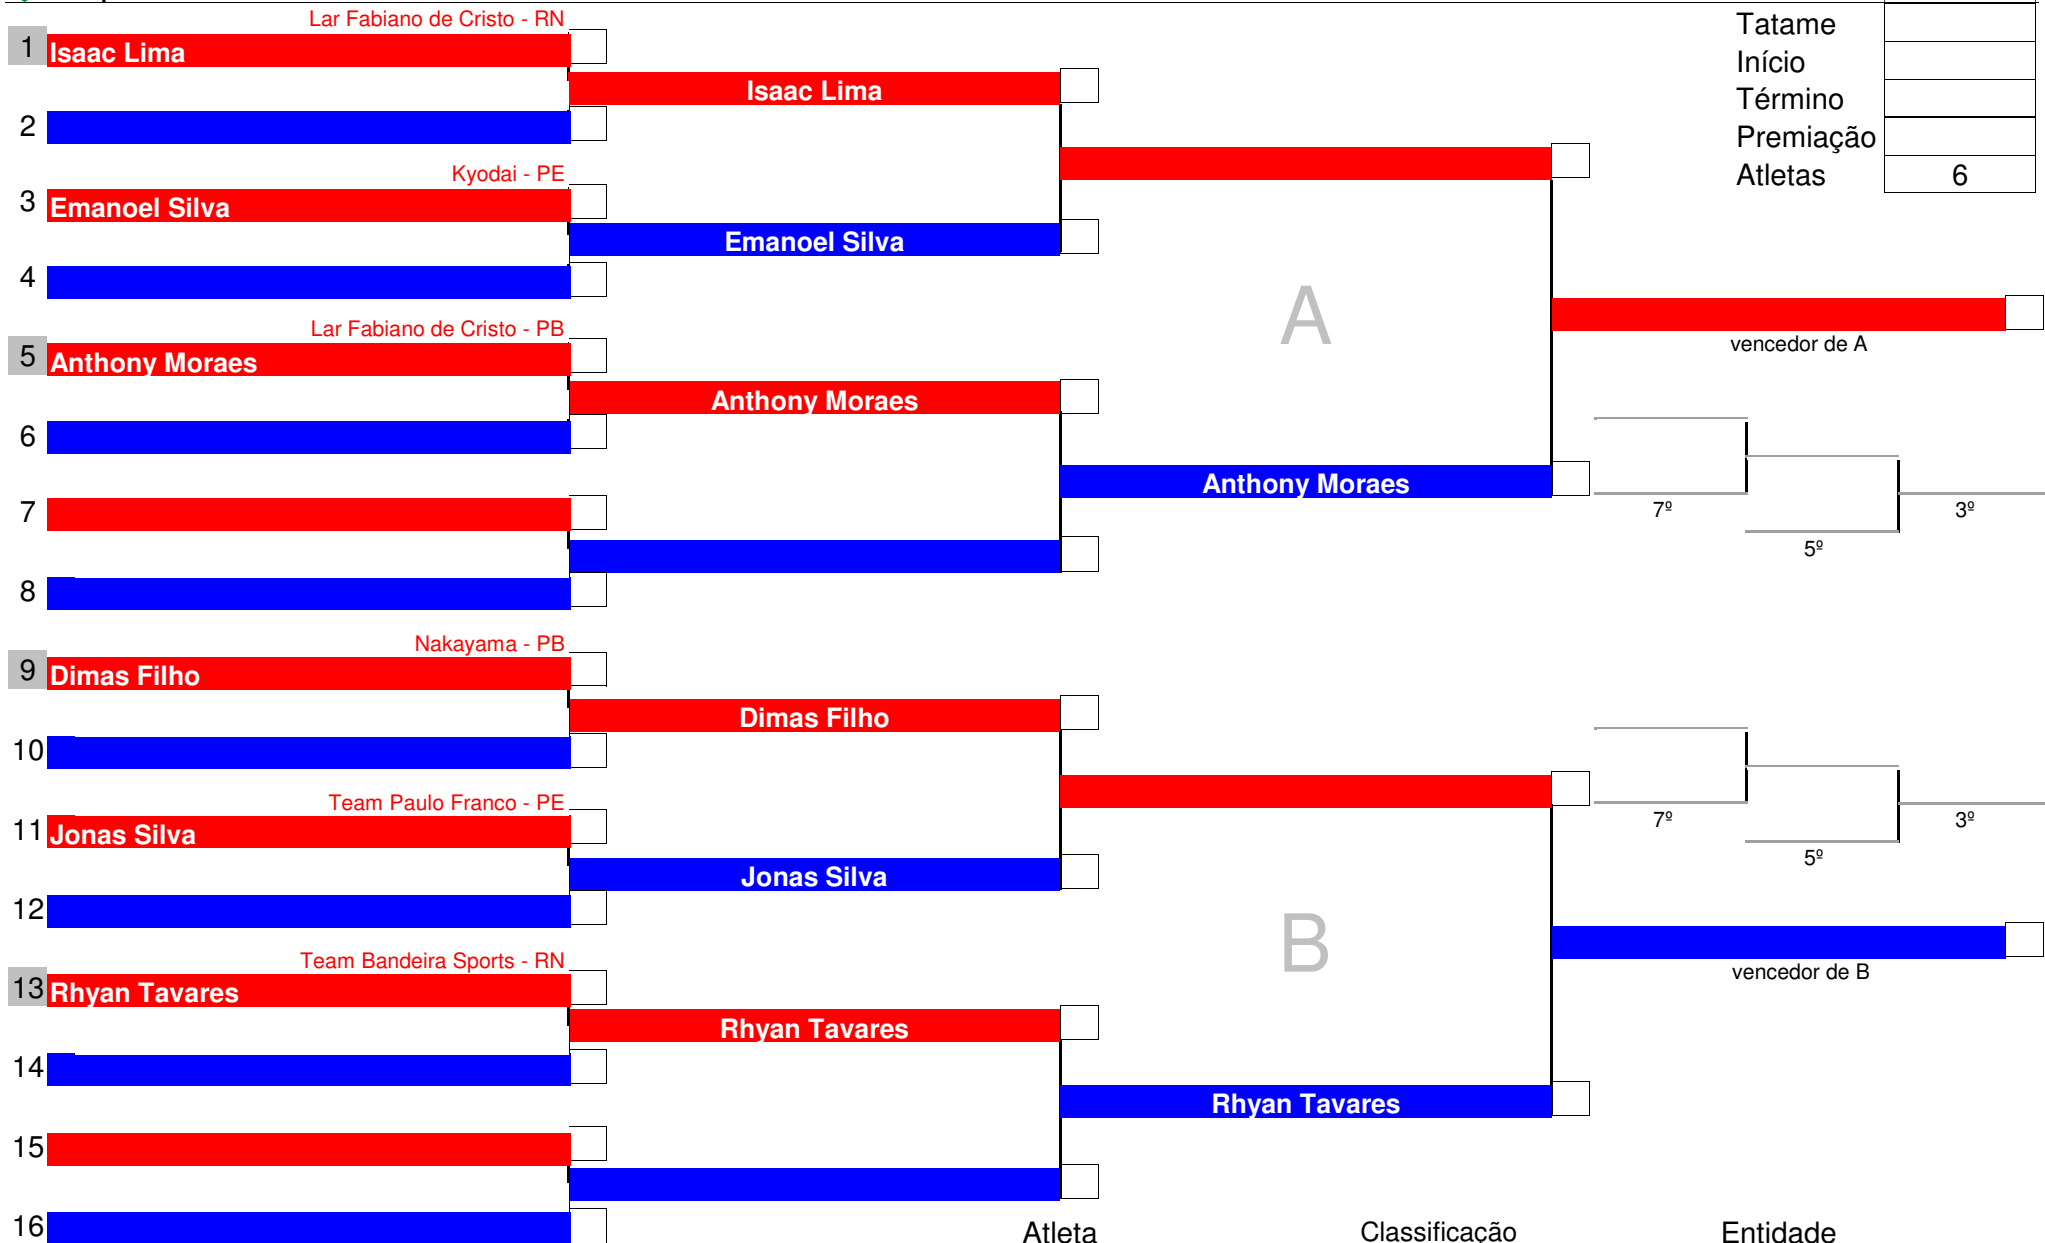 Lar Fabiano de Cristo - RN
1 Isaac Lima
Isaac Lima
2
Kyodai - PE
3 Emanoel Silva
Emanoel Silva
4
Lar Fabiano de Cristo - PB
5 Anthony Moraes
Anthony Moraes
6
7
8
Anthony Moraes
A
Tatame
Início
Término
Premiação
Atletas 6
vencedor de A
7º
5º
3º
Nakayama - PB
9 Dimas Filho
Dimas Filho
10
Team Paulo Franco - PE
11 Jonas Silva
Jonas Silva
12
Team Bandeira Sports - RN
13 Rhyan Tavares
Rhyan Tavares
14
15
16
Rhyan Tavares
B
7º
5º
3º
vencedor de B
Atleta Classificação Entidade